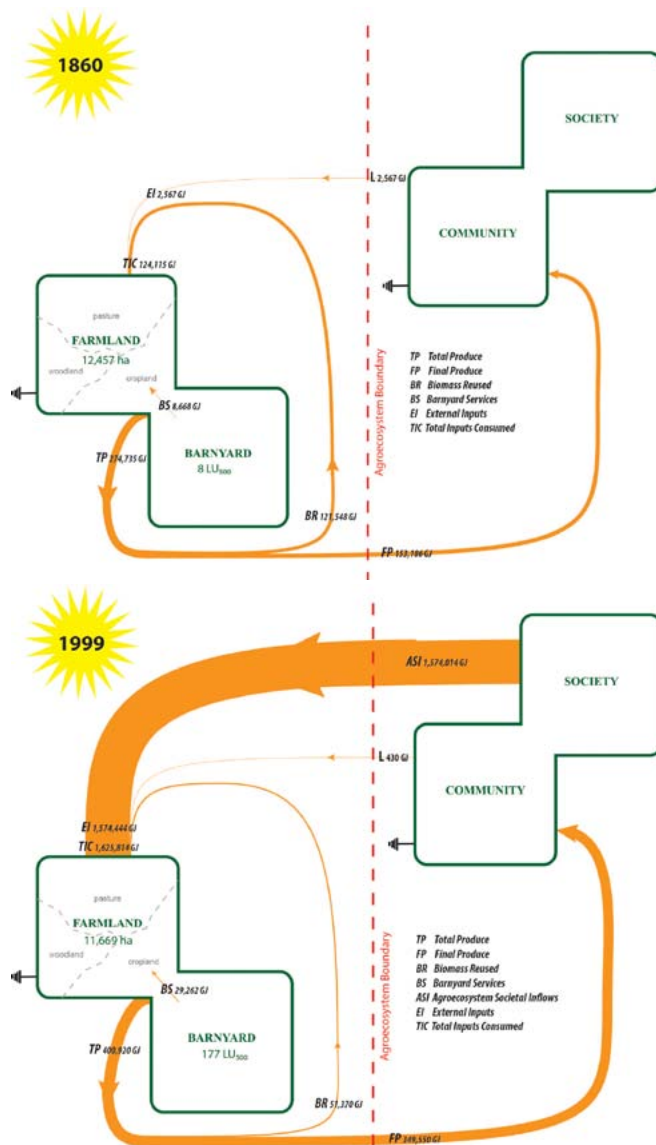 1860
SOCIETY
L 2,567 GJ
EI 2,567 GJ
COMMUNITY
TIC 124,115 GJ
pasture
FARMLAND
12,457 ha
woodland
cropland
BS 8,668 GJ
TP 274,735 GJ
BARNYARD
8 LU500
BR 121,548 GJ
Agroecosystem Boundary
TP Total Produce
FP Final Produce
BR Biomass Reused
BS Barnyard Services
EI External Inputs
TIC Total Inputs Consumed
FP 153,186 GJ
1999
ASI 1,574,014 GJ
SOCIETY
L 430 GJ
COMMUNITY
EI 1,574,444 GJ
TIC 1,625,814 GJ
pasture
FARMLAND
11,669 ha
woodland
cropland
BS 29,262 GJ
TP 400,920 GJ
BARNYARD
177 LU500
BR 51,370 GJ
Agroecosystem Boundary
TP Total Produce
FP Final Produce
BR Biomass Reused
BS Barnyard Services
ASI Agroecosystem Societal Inflows
EI External Inputs
TIC Total Inputs Consumed
FP 349,550 GJ